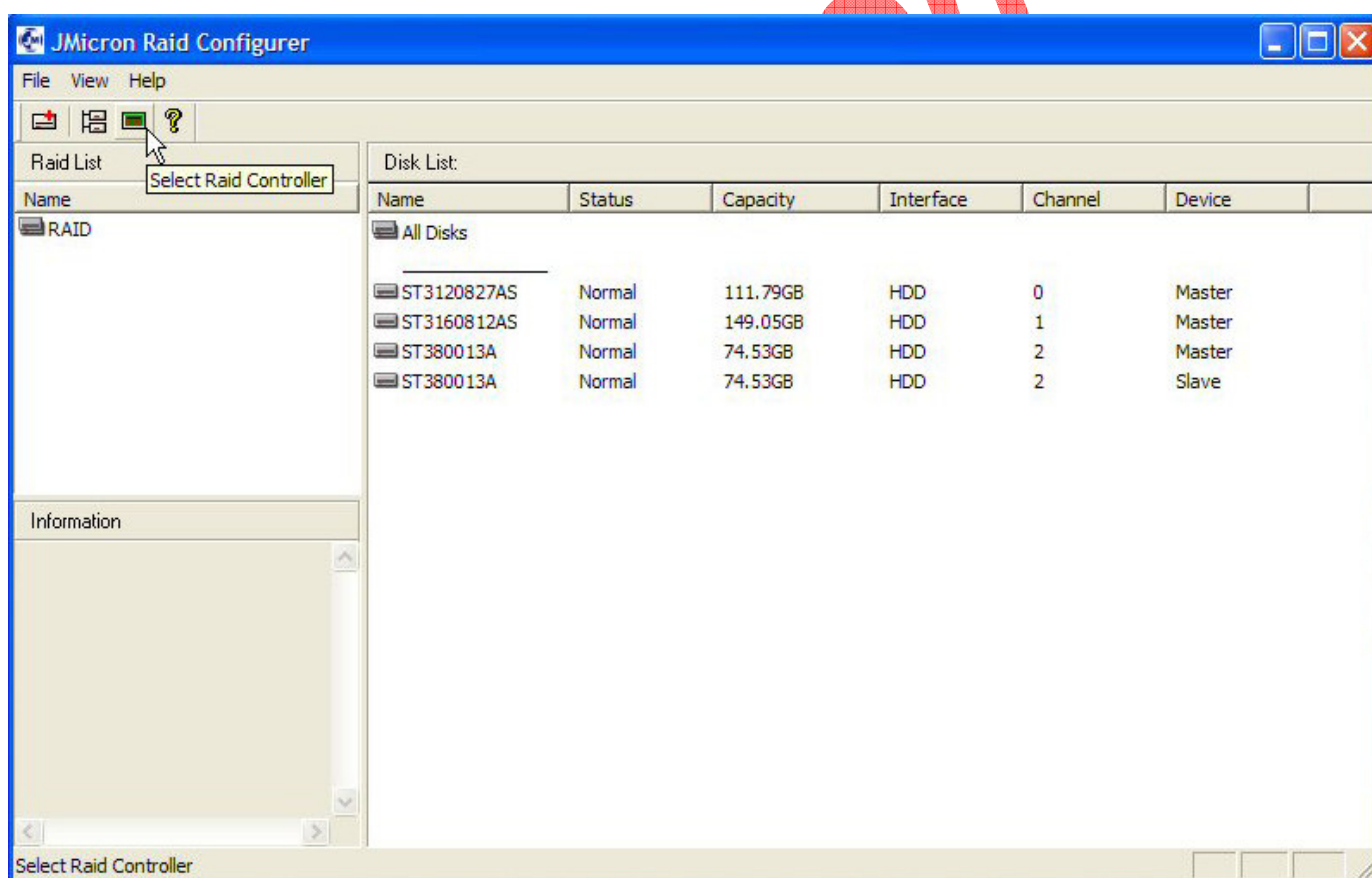 JMicron Raid Configurer
File View Help
Raid List
Select Raid Controller
Name
RAID
Information
Disk List:
Name Status Capacity Interface Channel Device
All Disks
ST3120827AS Normal 111.79GB HDD 0 Master
ST3160812AS Normal 149.05GB HDD 1 Master
ST380013A Normal 74.53GB HDD 2 Master
ST380013A Normal 74.53GB HDD 2 Slave
Select Raid Controller